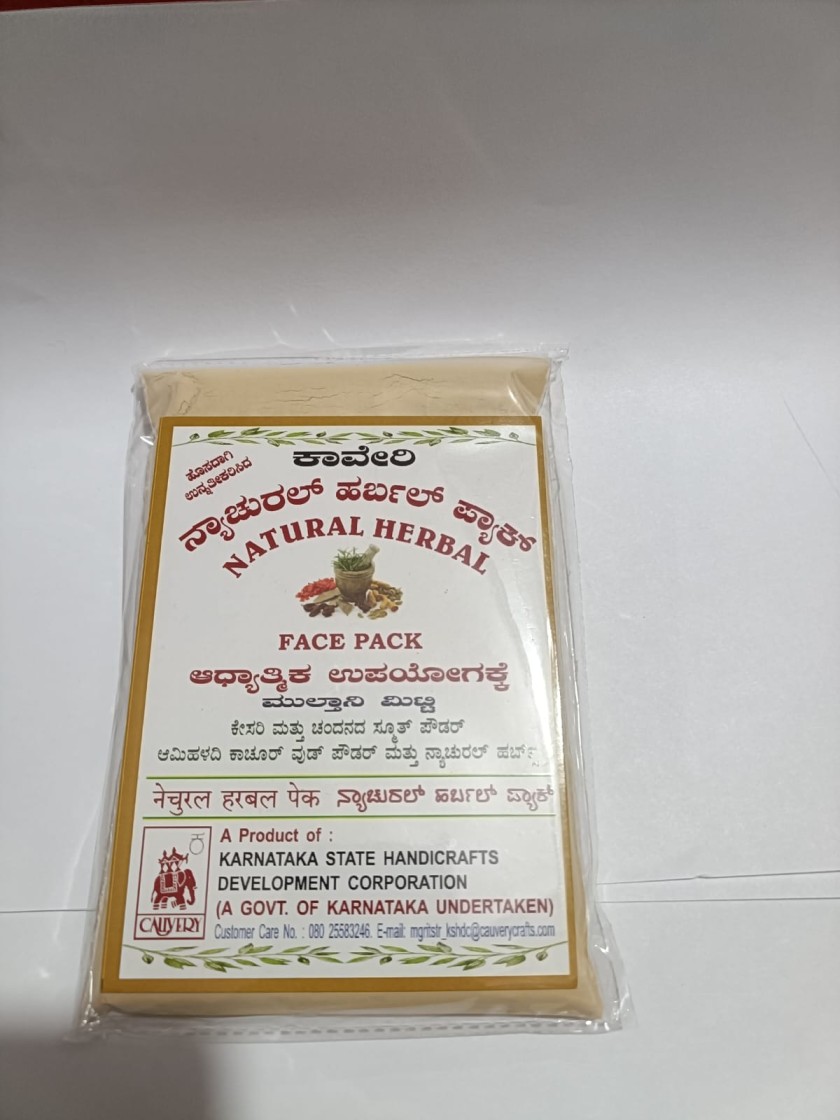 ಕಾವೇರಿ
ಹೊಸದಾಗಿ
ಉನ್ನತೀಕರಿಸಿದ
ನ್ಯಾಚುರಲ್ ಹರ್ಬಲ್ ಪ್ಯಾಕ್
NATURAL HERBAL
FACE PACK
ಆಧ್ಯಾತ್ಮಿಕ ಉಪಯೋಗಕ್ಕೆ
ಮುಲ್ತಾನಿ ಮಿಟ್ಟಿ
ಕೇಸರಿ ಮತ್ತು ಚಂದನದ ಸ್ಮೂತ್ ಪೌಡರ್
ಆಮಿಹಳದಿ ಕಾಚೂರ್ ವುಡ್ ಪೌಡರ್ ಮತ್ತು ನ್ಯಾಚುರಲ್ ಹರ್ಬ್ಸ್
नेचुरल हरबल पेक ನ್ಯಾಚುರಲ್ ಹರ್ಬಲ್ ಪ್ಯಾಕ್
A Product of :
KARNATAKA STATE HANDICRAFTS
DEVELOPMENT CORPORATION
(A GOVT. OF KARNATAKA UNDERTAKEN)
CAUVERY
Customer Care No. : 080 25583246. E-mail: mgritstr_kshdc@cauverycrafts.com